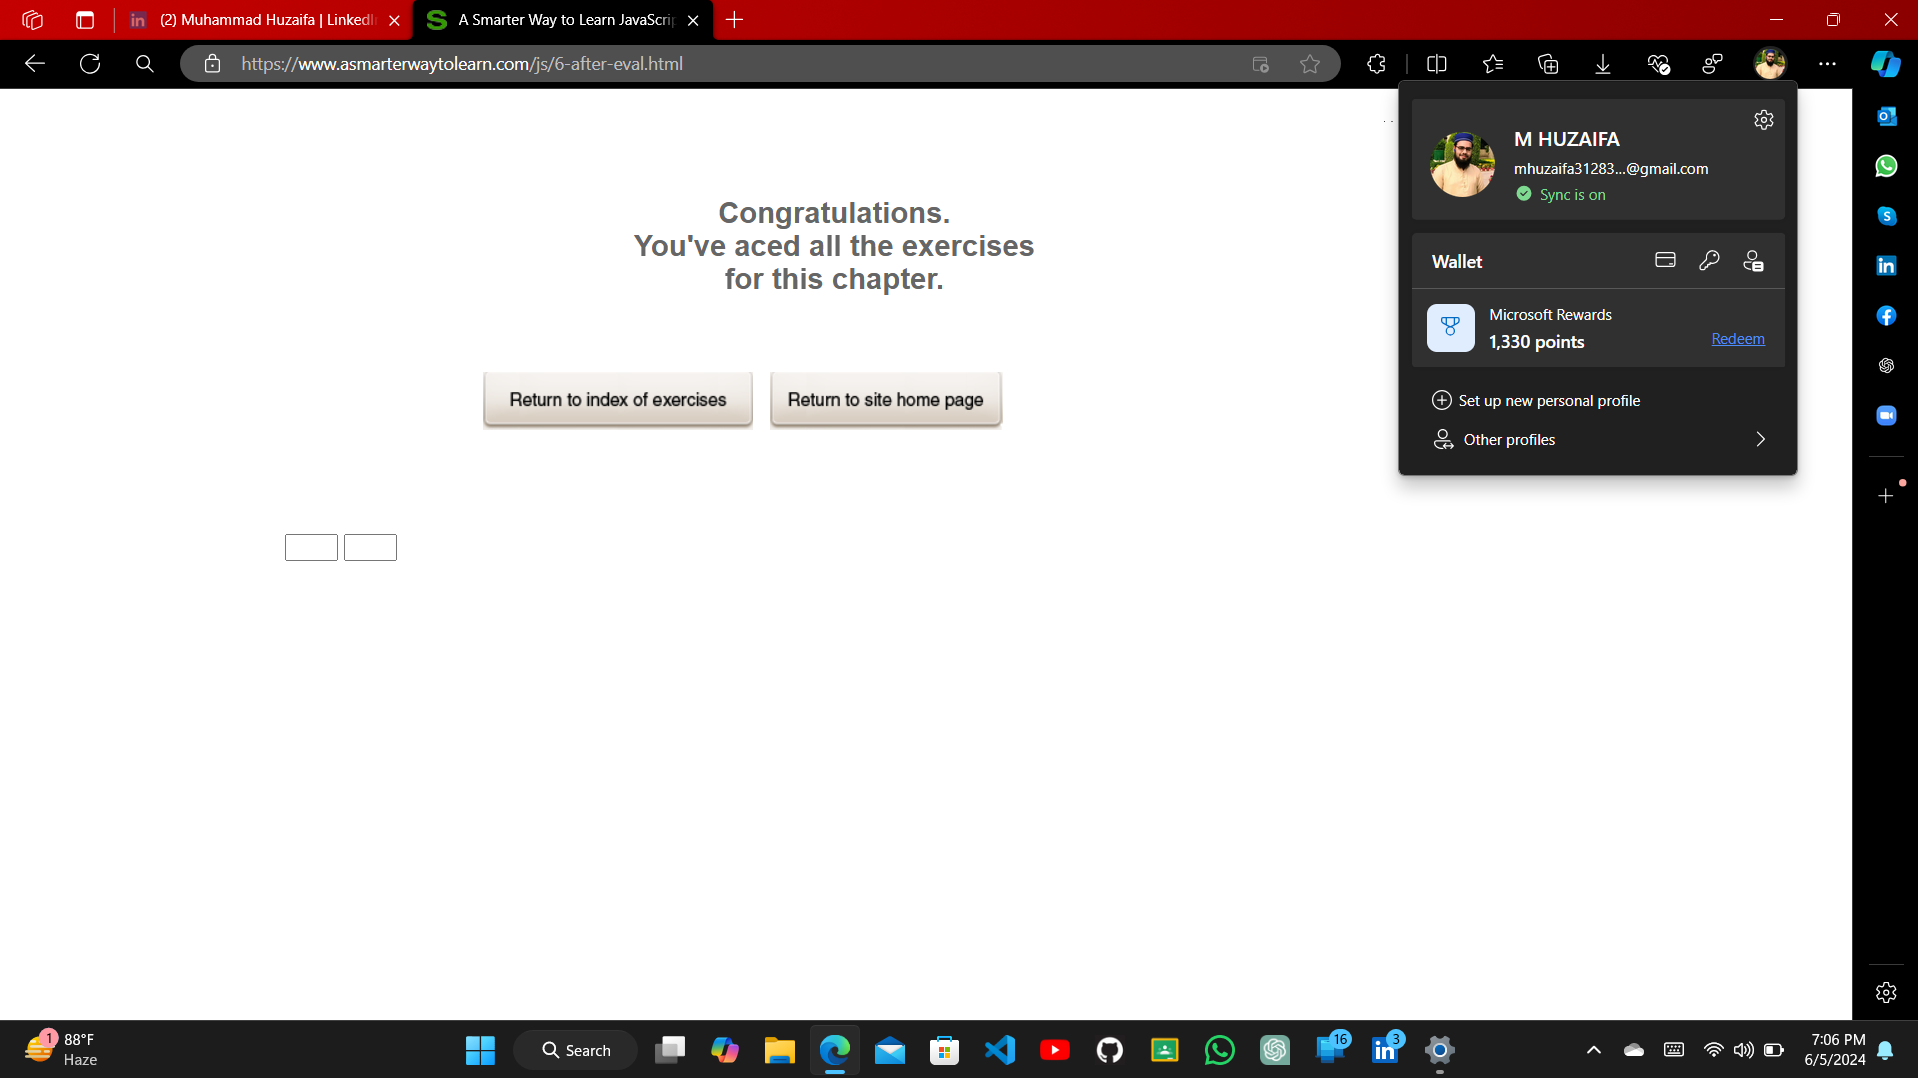 (2) Muhammad Huzaifa | LinkedIn
A Smarter Way to Learn JavaScrip
https://www.asmarterwaytolearn.com/js/6-after-eval.html
M HUZAIFA
mhuzaifa31283...@gmail.com
Sync is on
Wallet
Microsoft Rewards
1,330 points
Redeem
Set up new personal profile
Other profiles
Congratulations.
You've aced all the exercises
for this chapter.
Return to index of exercises
Return to site home page
1
88°F
Haze
Search
16
3
7:06 PM
6/5/2024